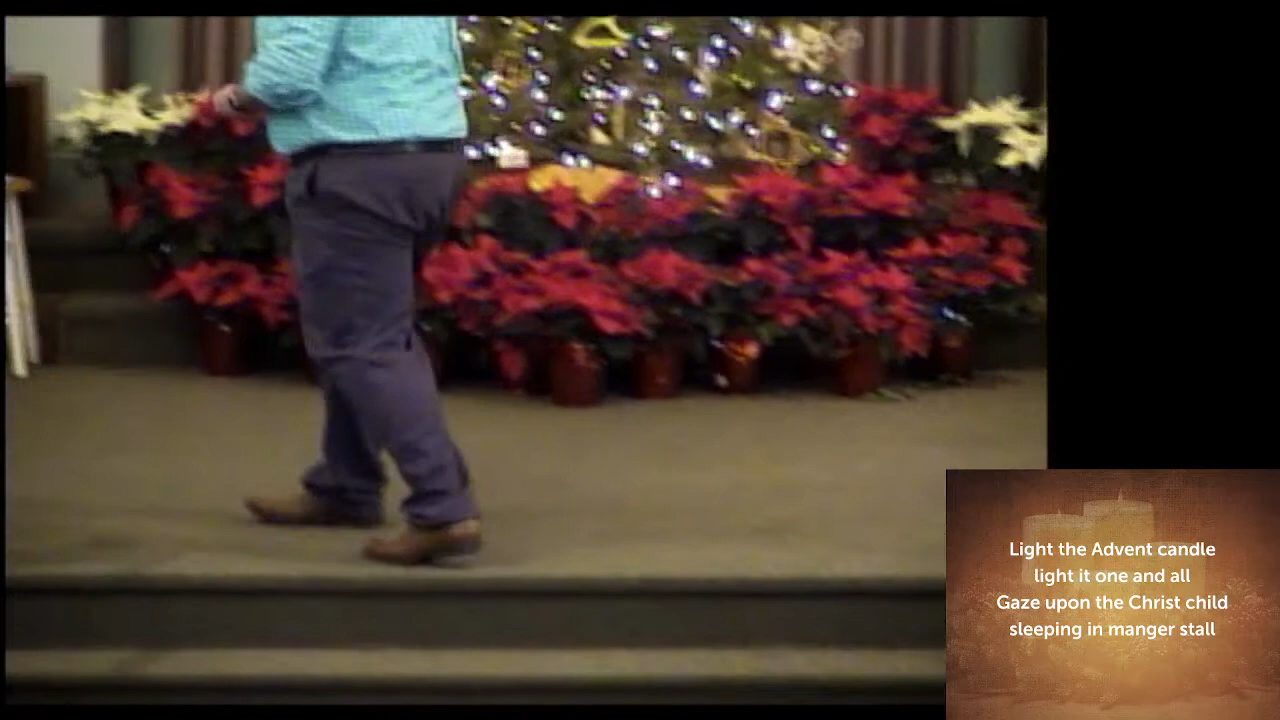 Light the Advent candle
light it one and all
Gaze upon the Christ child
sleeping in manger stall